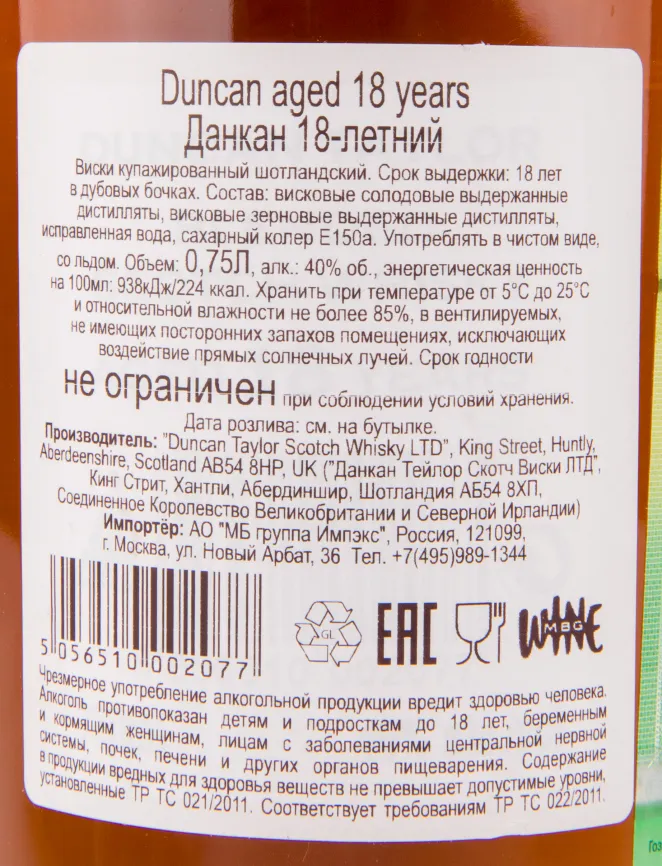 Duncan aged 18 years
Данкан 18-летний
Виски купажированный шотландский. Срок выдержки: 18 лет
в дубовых бочках. Состав: висковые солодовые выдержанные
дистилляты, висковые зерновые выдержанные дистилляты,
исправленная вода, сахарный колер Е150а. Употреблять в чистом виде,
со льдом. Объем: 0,75Л, алк.: 40% об., энергетическая ценность
на 100мл: 938кДж/224 ккал. Хранить при температуре от 5°С до 25°С
и относительной влажности не более 85%, в вентилируемых,
не имеющих посторонних запахов помещениях, исключающих
воздействие прямых солнечных лучей. Срок годности
не ограничен при соблюдении условий хранения.
Дата розлива: см. на бутылке.
Производитель: "Duncan Taylor Scotch Whisky LTD", King Street, Huntly,
Aberdeenshire, Scotland AB54 8HP, UK ("Данкан Тейлор Скотч Виски ЛТД",
Кинг Стрит, Хантли, Абердиншир, Шотландия АБ54 8ХП,
Соединенное Королевство Великобритании и Северной Ирландии)
Импортёр: АО "МБ группа Импэкс", Россия, 121099,
г. Москва, ул. Новый Арбат, 36 Тел. +7(495)989-1344
5 056510 002077
GL
EAC
WINE
MBG
Чрезмерное употребление алкогольной продукции вредит здоровью человека.
Алкоголь противопоказан детям и подросткам до 18 лет, беременным
и кормящим женщинам, лицам с заболеваниями центральной нервной
системы, почек, печени и других органов пищеварения. Содержание
в продукции вредных для здоровья веществ не превышает допустимые уровни,
установленные ТР ТС 021/2011. Соответствует требованиям ТР ТС 022/2011.